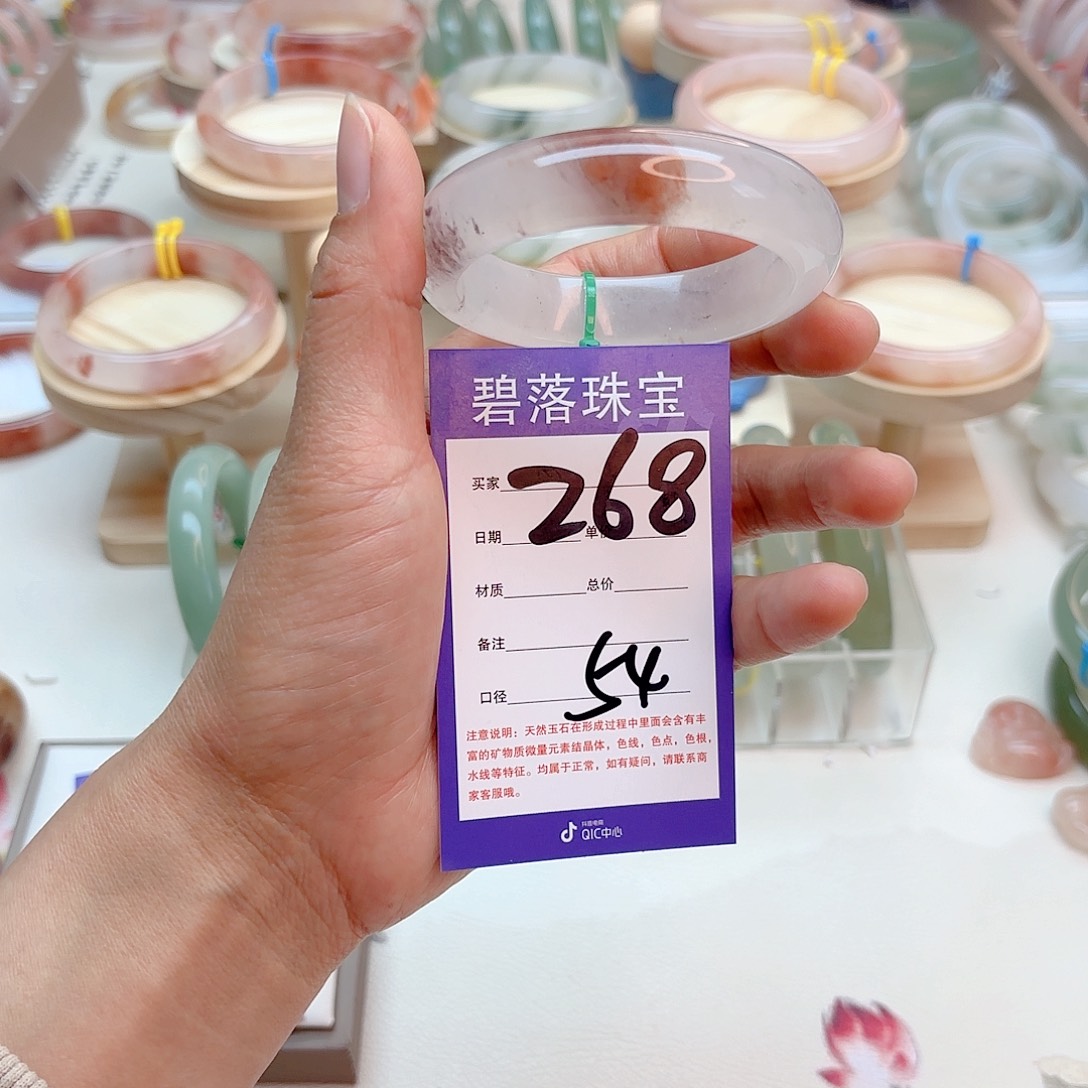 碧落珠宝
买家
268
日期 单
材质 总价
备注
口径 54
注意说明：天然玉石在形成过程中里面会含有丰
富的矿物质微量元素结晶体，色线，色点，色根，
水线等特征。均属于正常，如有疑问，请联系商
家客服哦。
抖音电商
QIC中心